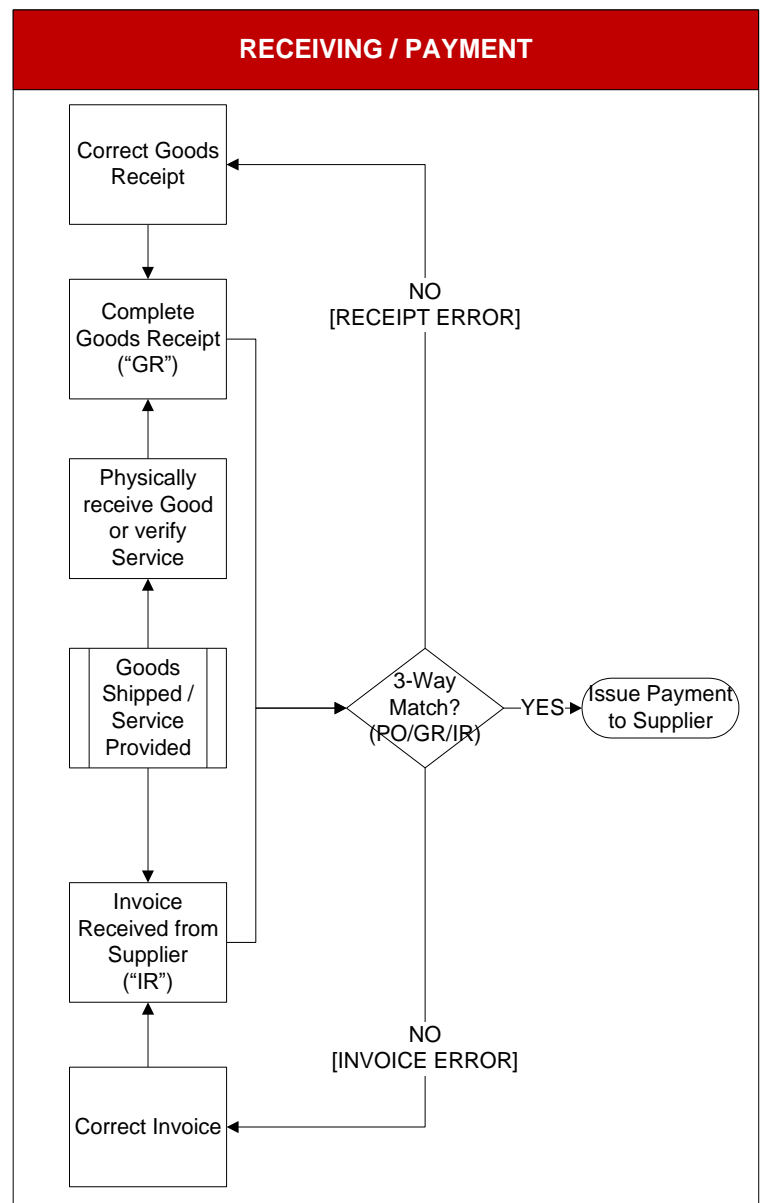 RECEIVING / PAYMENT
Correct Goods
Receipt
NO
[RECEIPT ERROR]
Complete
Goods Receipt
(“GR”)
Physically
receive Good
or verify
Service
Goods
Shipped /
Service
Provided
3-Way
Match?
(PO/GR/IR)
YES
Issue Payment
to Supplier
Invoice
Received from
Supplier
(“IR”)
NO
[INVOICE ERROR]
Correct Invoice